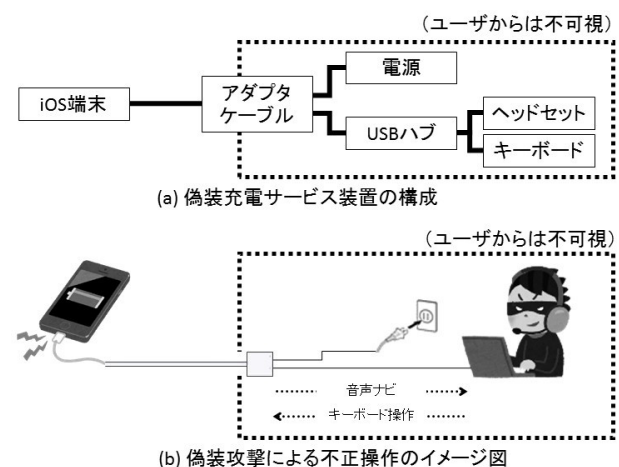 （ユーザからは不可視）
電源
アダプタ
ケーブル
iOS端末
ヘッドセット
USBハブ
キーボード
(a) 偽装充電サービス装置の構成
（ユーザからは不可視）
音声ナビ
キーボード操作
(b) 偽装攻撃による不正操作のイメージ図